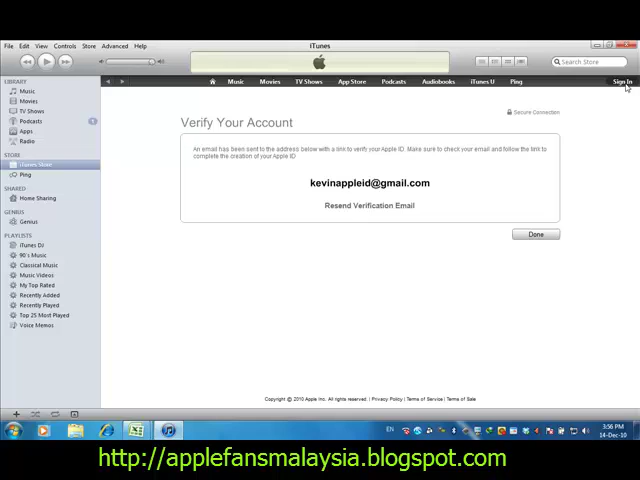 iTunes
File Edit View Controls Store Advanced Help
Search Store
Music Movies TV Shows App Store Podcasts Audiobooks iTunes U Ping Sign In
LIBRARY
Music
Movies
TV Shows
Podcasts
Apps
Radio
STORE
iTunes Store
Ping
SHARED
Home Sharing
GENIUS
Genius
PLAYLISTS
iTunes DJ
90's Music
Classical Music
Music Videos
My Top Rated
Recently Added
Recently Played
Top 25 Most Played
Voice Memos
Secure Connection
Verify Your Account
An email has been sent to the address below with a link to verify your Apple ID. Make sure to check your email and follow the link to
complete the creation of your Apple ID
kevinappleid@gmail.com
Resend Verification Email
Done
Copyright © 2010 Apple Inc. All rights reserved. | Privacy Policy | Terms of Service | Terms of Sale
EN
3:56 PM
14-Dec-10
http://applefansmalaysia.blogspot.com